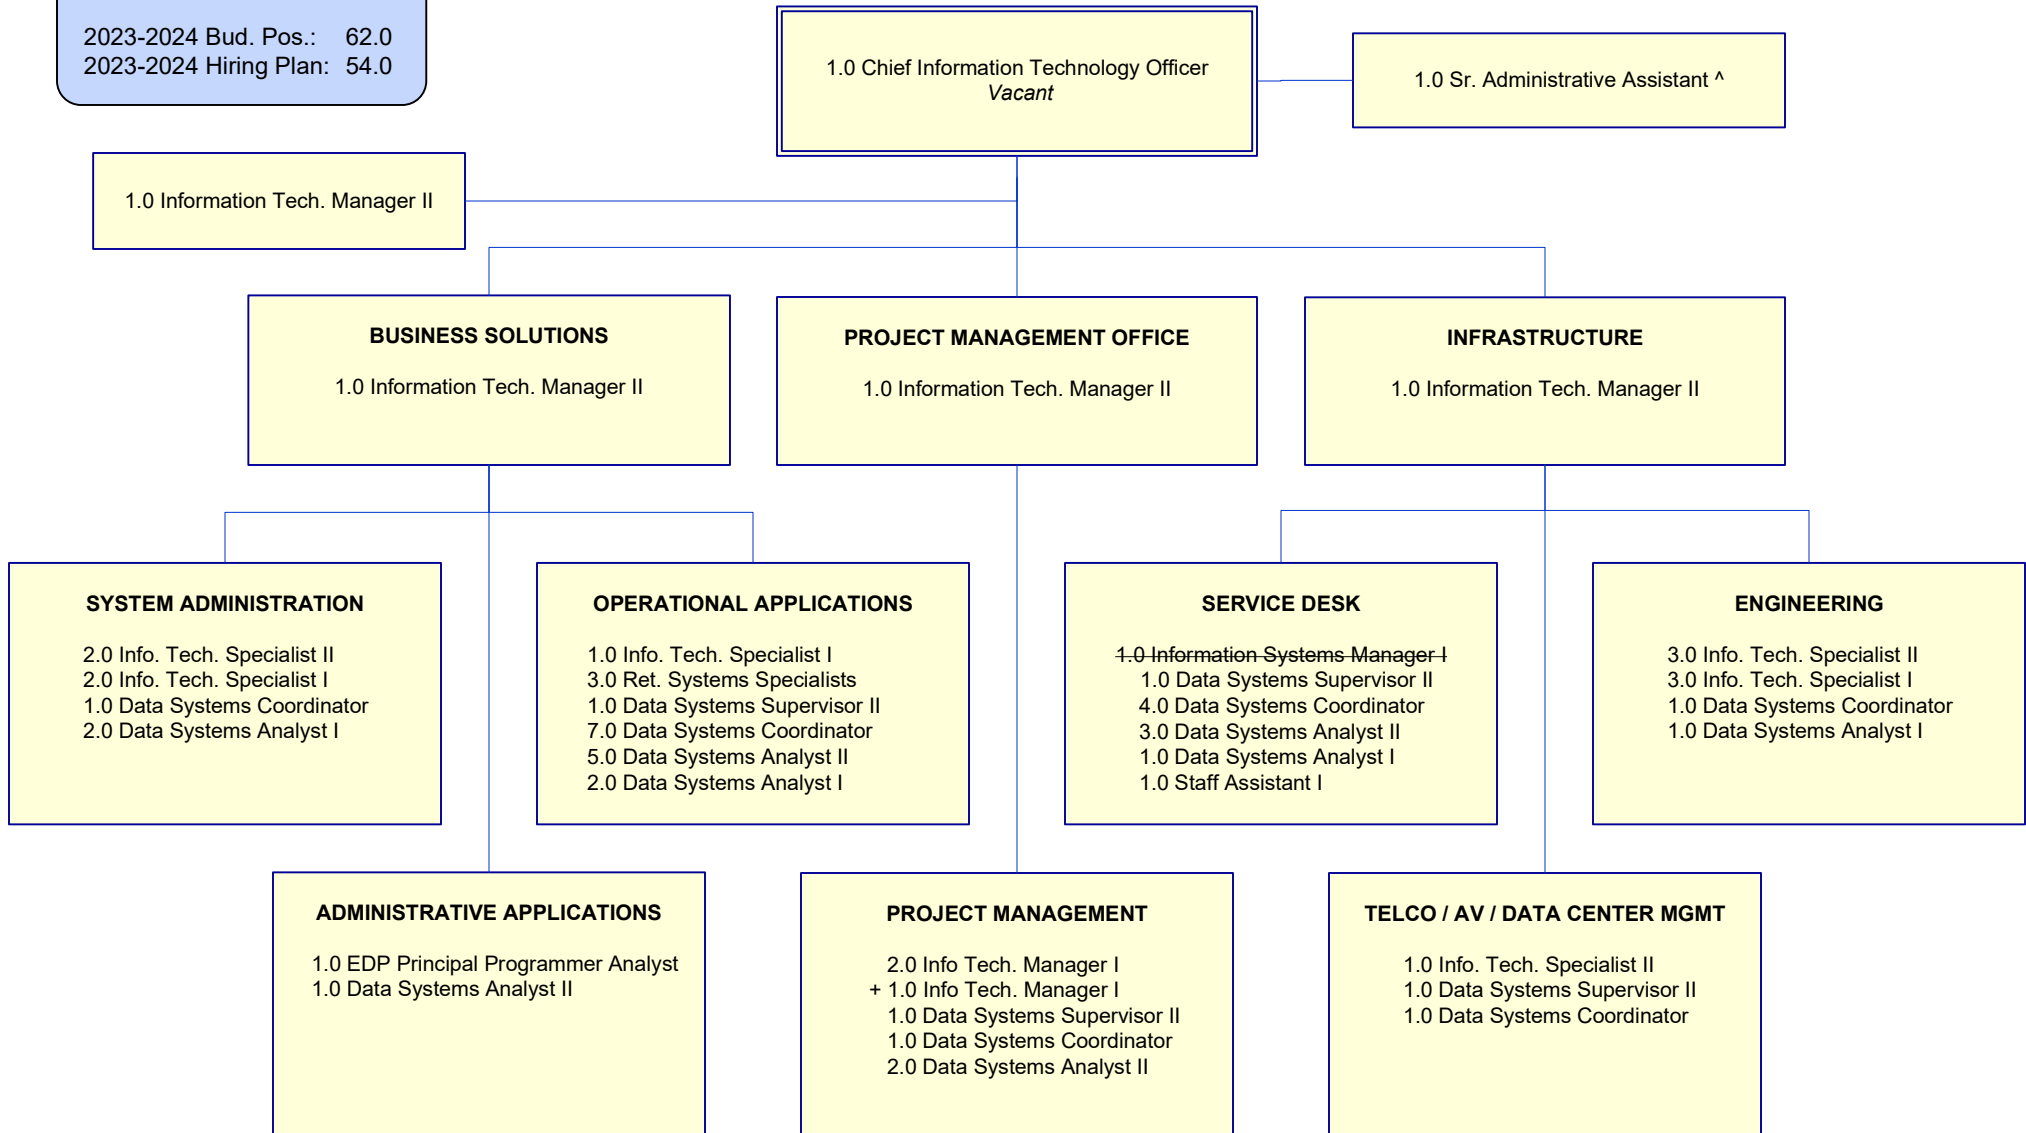 2023-2024 Bud. Pos.: 62.0
2023-2024 Hiring Plan: 54.0
1.0 Chief Information Technology Officer
Vacant
1.0 Sr. Administrative Assistant ^
1.0 Information Tech. Manager II
BUSINESS SOLUTIONS
1.0 Information Tech. Manager II
PROJECT MANAGEMENT OFFICE
1.0 Information Tech. Manager II
INFRASTRUCTURE
1.0 Information Tech. Manager II
SYSTEM ADMINISTRATION
2.0 Info. Tech. Specialist II
2.0 Info. Tech. Specialist I
1.0 Data Systems Coordinator
2.0 Data Systems Analyst I
OPERATIONAL APPLICATIONS
1.0 Info. Tech. Specialist I
3.0 Ret. Systems Specialists
1.0 Data Systems Supervisor II
7.0 Data Systems Coordinator
5.0 Data Systems Analyst II
2.0 Data Systems Analyst I
SERVICE DESK
1.0 Information Systems Manager I
1.0 Data Systems Supervisor II
4.0 Data Systems Coordinator
3.0 Data Systems Analyst II
1.0 Data Systems Analyst I
1.0 Staff Assistant I
ENGINEERING
3.0 Info. Tech. Specialist II
3.0 Info. Tech. Specialist I
1.0 Data Systems Coordinator
1.0 Data Systems Analyst I
ADMINISTRATIVE APPLICATIONS
1.0 EDP Principal Programmer Analyst
1.0 Data Systems Analyst II
PROJECT MANAGEMENT
2.0 Info Tech. Manager I
+ 1.0 Info Tech. Manager I
1.0 Data Systems Supervisor II
1.0 Data Systems Coordinator
2.0 Data Systems Analyst II
TELCO / AV / DATA CENTER MGMT
1.0 Info. Tech. Specialist II
1.0 Data Systems Supervisor II
1.0 Data Systems Coordinator